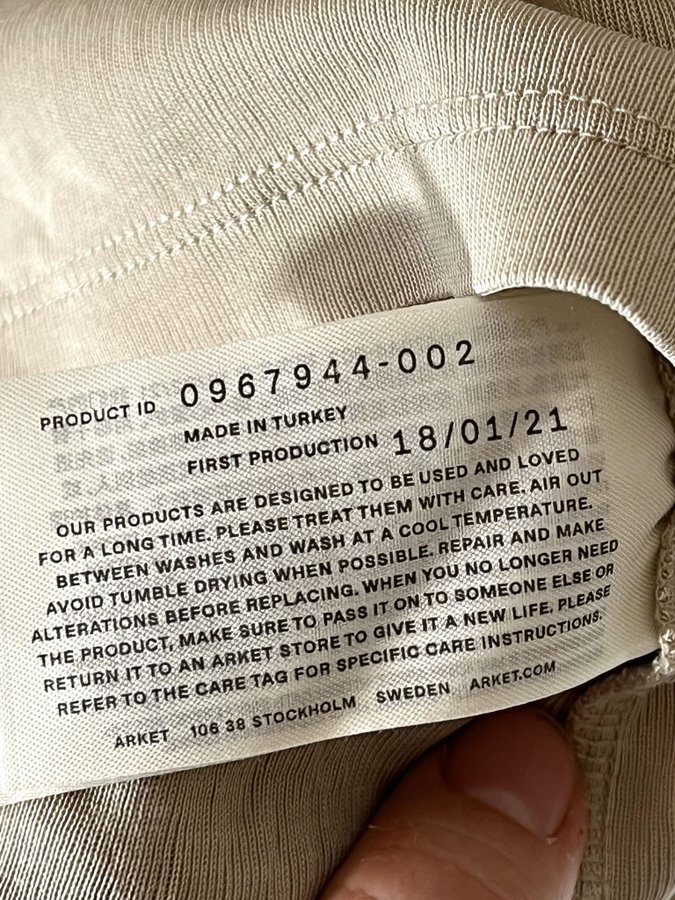 PRODUCT ID 0967944-002
MADE IN TURKEY
FIRST PRODUCTION 18/01/21
OUR PRODUCTS ARE DESIGNED TO BE USED AND LOVED
FOR A LONG TIME. PLEASE TREAT THEM WITH CARE. AIR OUT
BETWEEN WASHES AND WASH AT A COOL TEMPERATURE.
AVOID TUMBLE DRYING WHEN POSSIBLE. REPAIR AND MAKE
ALTERATIONS BEFORE REPLACING. WHEN YOU NO LONGER NEED
THE PRODUCT, MAKE SURE TO PASS IT ON TO SOMEONE ELSE OR
RETURN IT TO AN ARKET STORE TO GIVE IT A NEW LIFE. PLEASE
REFER TO THE CARE TAG FOR SPECIFIC CARE INSTRUCTIONS.
ARKET 106 38 STOCKHOLM SWEDEN ARKET.COM